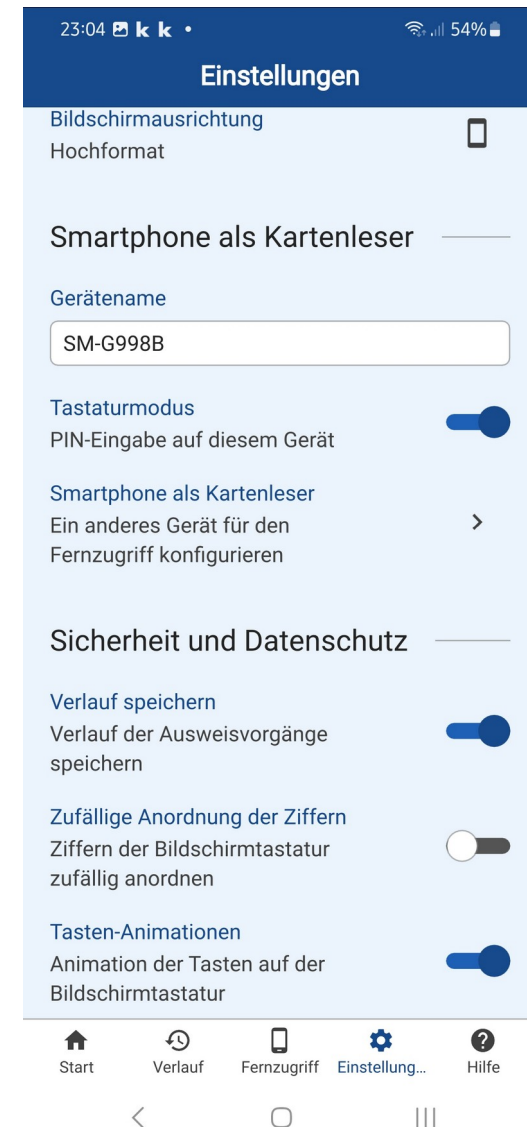 23:04 k k • 54%
Einstellungen
Bildschirmausrichtung
Hochformat
Smartphone als Kartenleser
Gerätename
SM-G998B
Tastaturmodus
PIN-Eingabe auf diesem Gerät
Smartphone als Kartenleser
Ein anderes Gerät für den
Fernzugriff konfigurieren
Sicherheit und Datenschutz
Verlauf speichern
Verlauf der Ausweisvorgänge
speichern
Zufällige Anordnung der Ziffern
Ziffern der Bildschirmtastatur
zufällig anordnen
Tasten-Animationen
Animation der Tasten auf der
Bildschirmtastatur
Start Verlauf Fernzugriff Einstellung... Hilfe